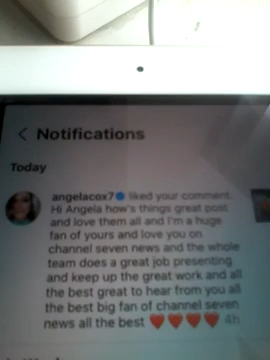 Notifications
Today
angelacox7 liked your comment:
Hi Angela how's things great post
and love them all and I'm a huge
fan of yours and love you on
channel seven news and the whole
team does a great job presenting
and keep up the great work and all
the best great to hear from you all
the best big fan of channel seven
news all the best ❤️❤️❤️❤️ 4h